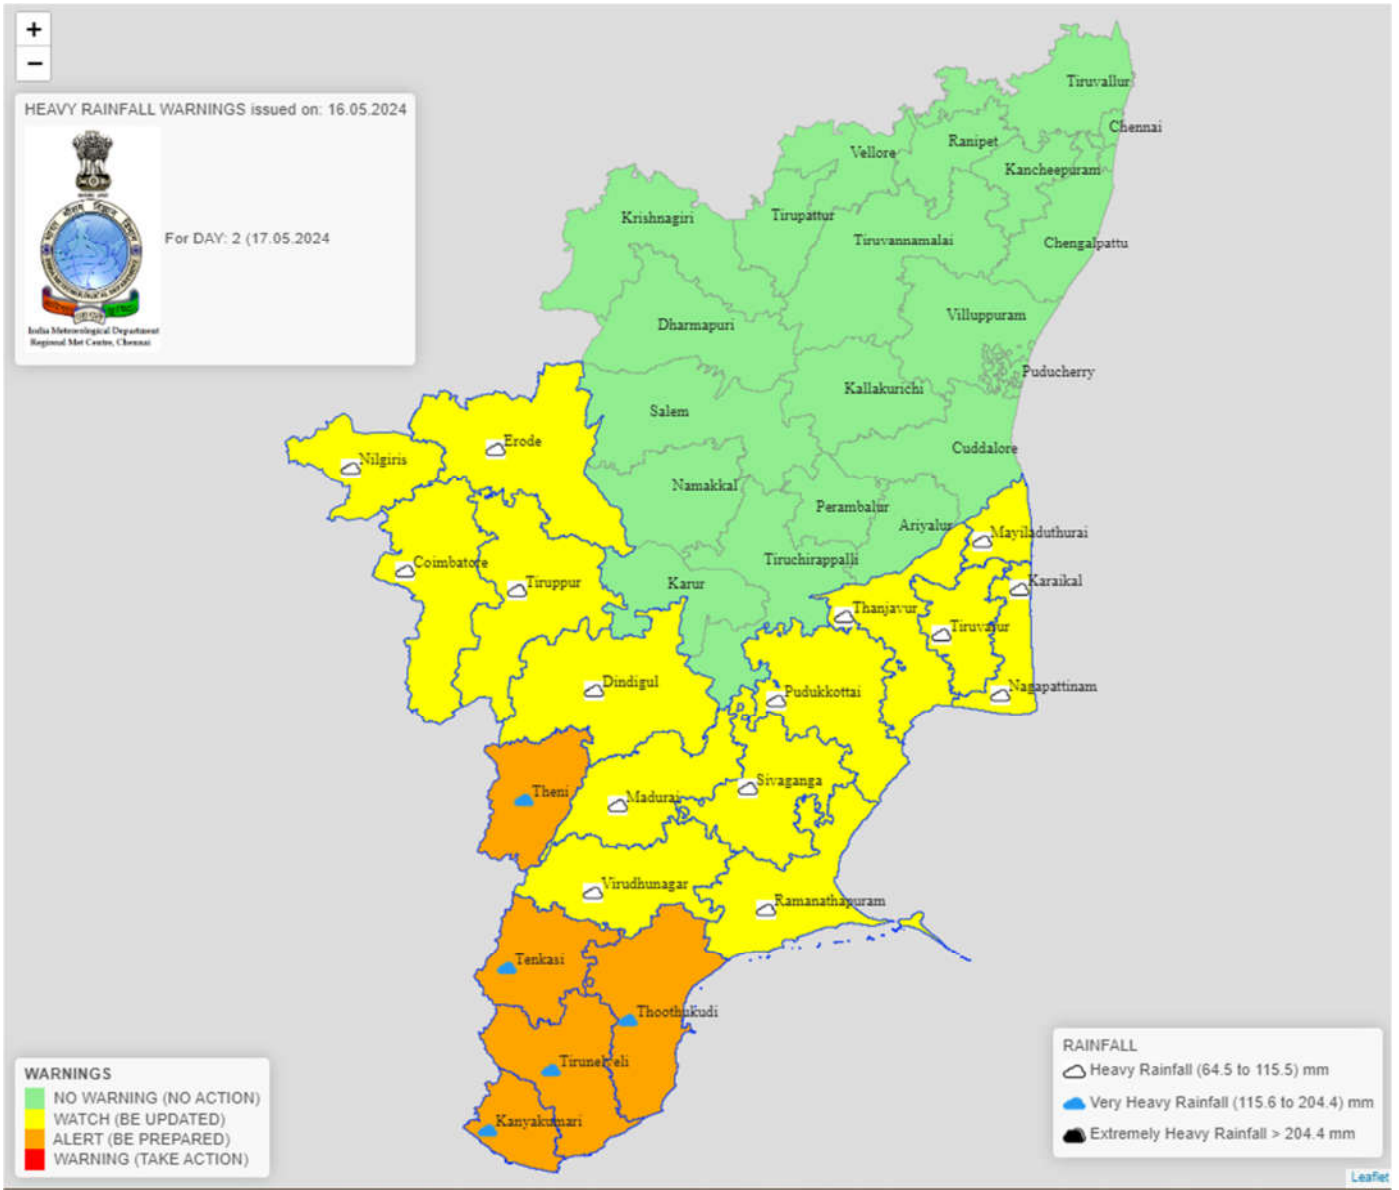 +
−
HEAVY RAINFALL WARNINGS issued on: 16.05.2024
India Meteorological Department
Regional Met Centre, Chennai
For DAY: 2 (17.05.2024
Tiruvallur
Chennai
Ranipet
Vellore
Kancheepuram
Krishnagiri
Tirupattur
Tiruvannamalai
Chengalpattu
Dharmapuri
Villuppuram
Puducherry
Kallakurichi
Salem
Erode
Cuddalore
Nilgiris
Namakkal
Perambalur
Ariyalur
Mayiladuthurai
Coimbatore
Tiruchirappalli
Tiruppur
Karur
Karaikal
Thanjavur
Tiruvarur
Dindigul
Pudukkottai
Nagapattinam
Theni
Madurai
Sivaganga
Virudhunagar
Ramanathapuram
Tenkasi
Thoothukudi
Tirunelveli
Kanyakumari
WARNINGS
NO WARNING (NO ACTION)
WATCH (BE UPDATED)
ALERT (BE PREPARED)
WARNING (TAKE ACTION)
RAINFALL
Heavy Rainfall (64.5 to 115.5) mm
Very Heavy Rainfall (115.6 to 204.4) mm
Extremely Heavy Rainfall > 204.4 mm
Leaflet